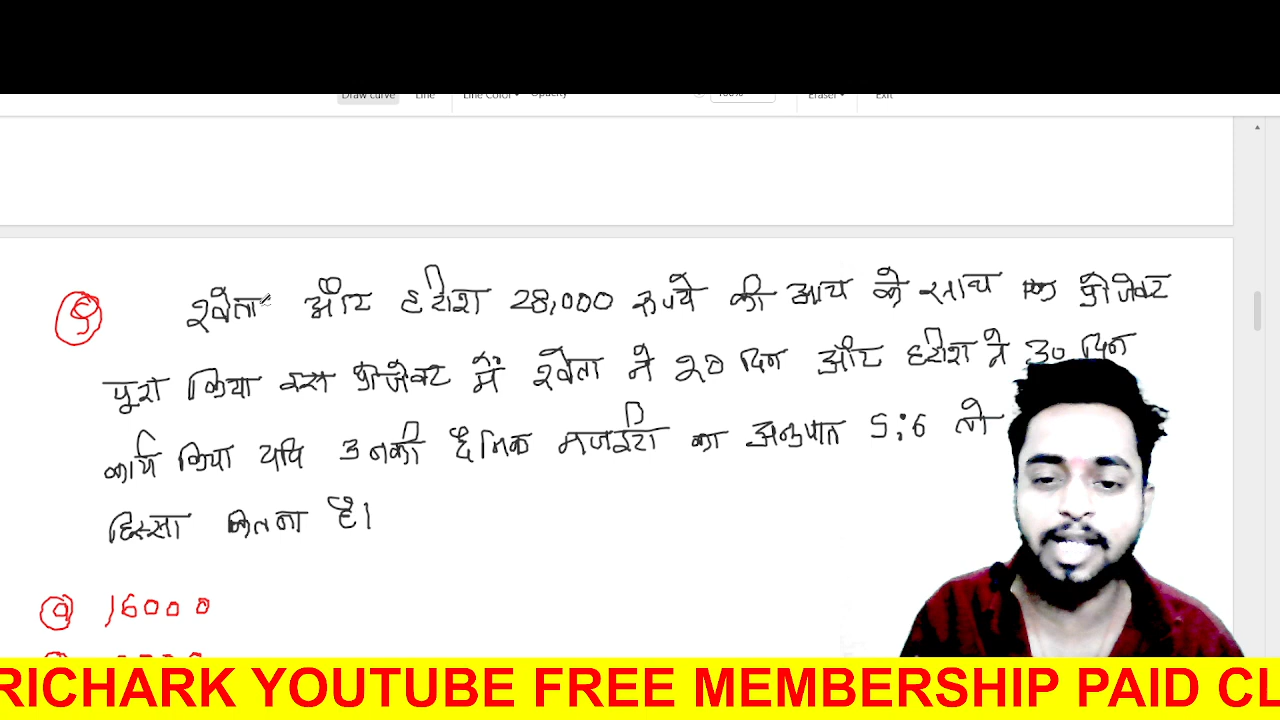 Draw curve Line Line Color Opacity 100% Eraser Exit
Q श्वेता और हरीश 28,000 रुपये की आय के साथ एक प्रोजेक्ट
पूरा किया इस प्रोजेक्ट में श्वेता ने 20 दिन और हरीश ने 30 दिन
कार्य किया यदि उनकी दैनिक मजदूरी का अनुपात 5:6 तो
हिस्सा कितना है।
a 16000
RICHARK YOUTUBE FREE MEMBERSHIP PAID CL